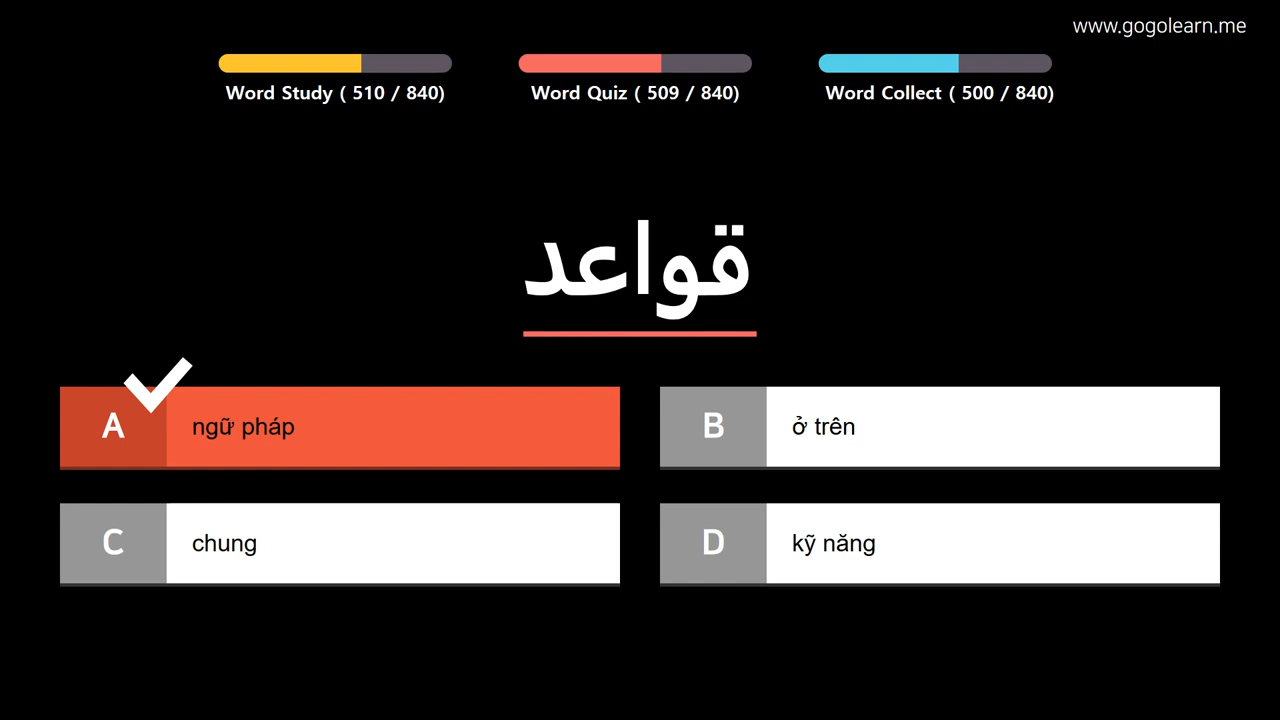 www.gogolearn.me
Word Study ( 510 / 840)
Word Quiz ( 509 / 840)
Word Collect ( 500 / 840)
قواعد
A ngữ pháp
B ở trên
C chung
D kỹ năng